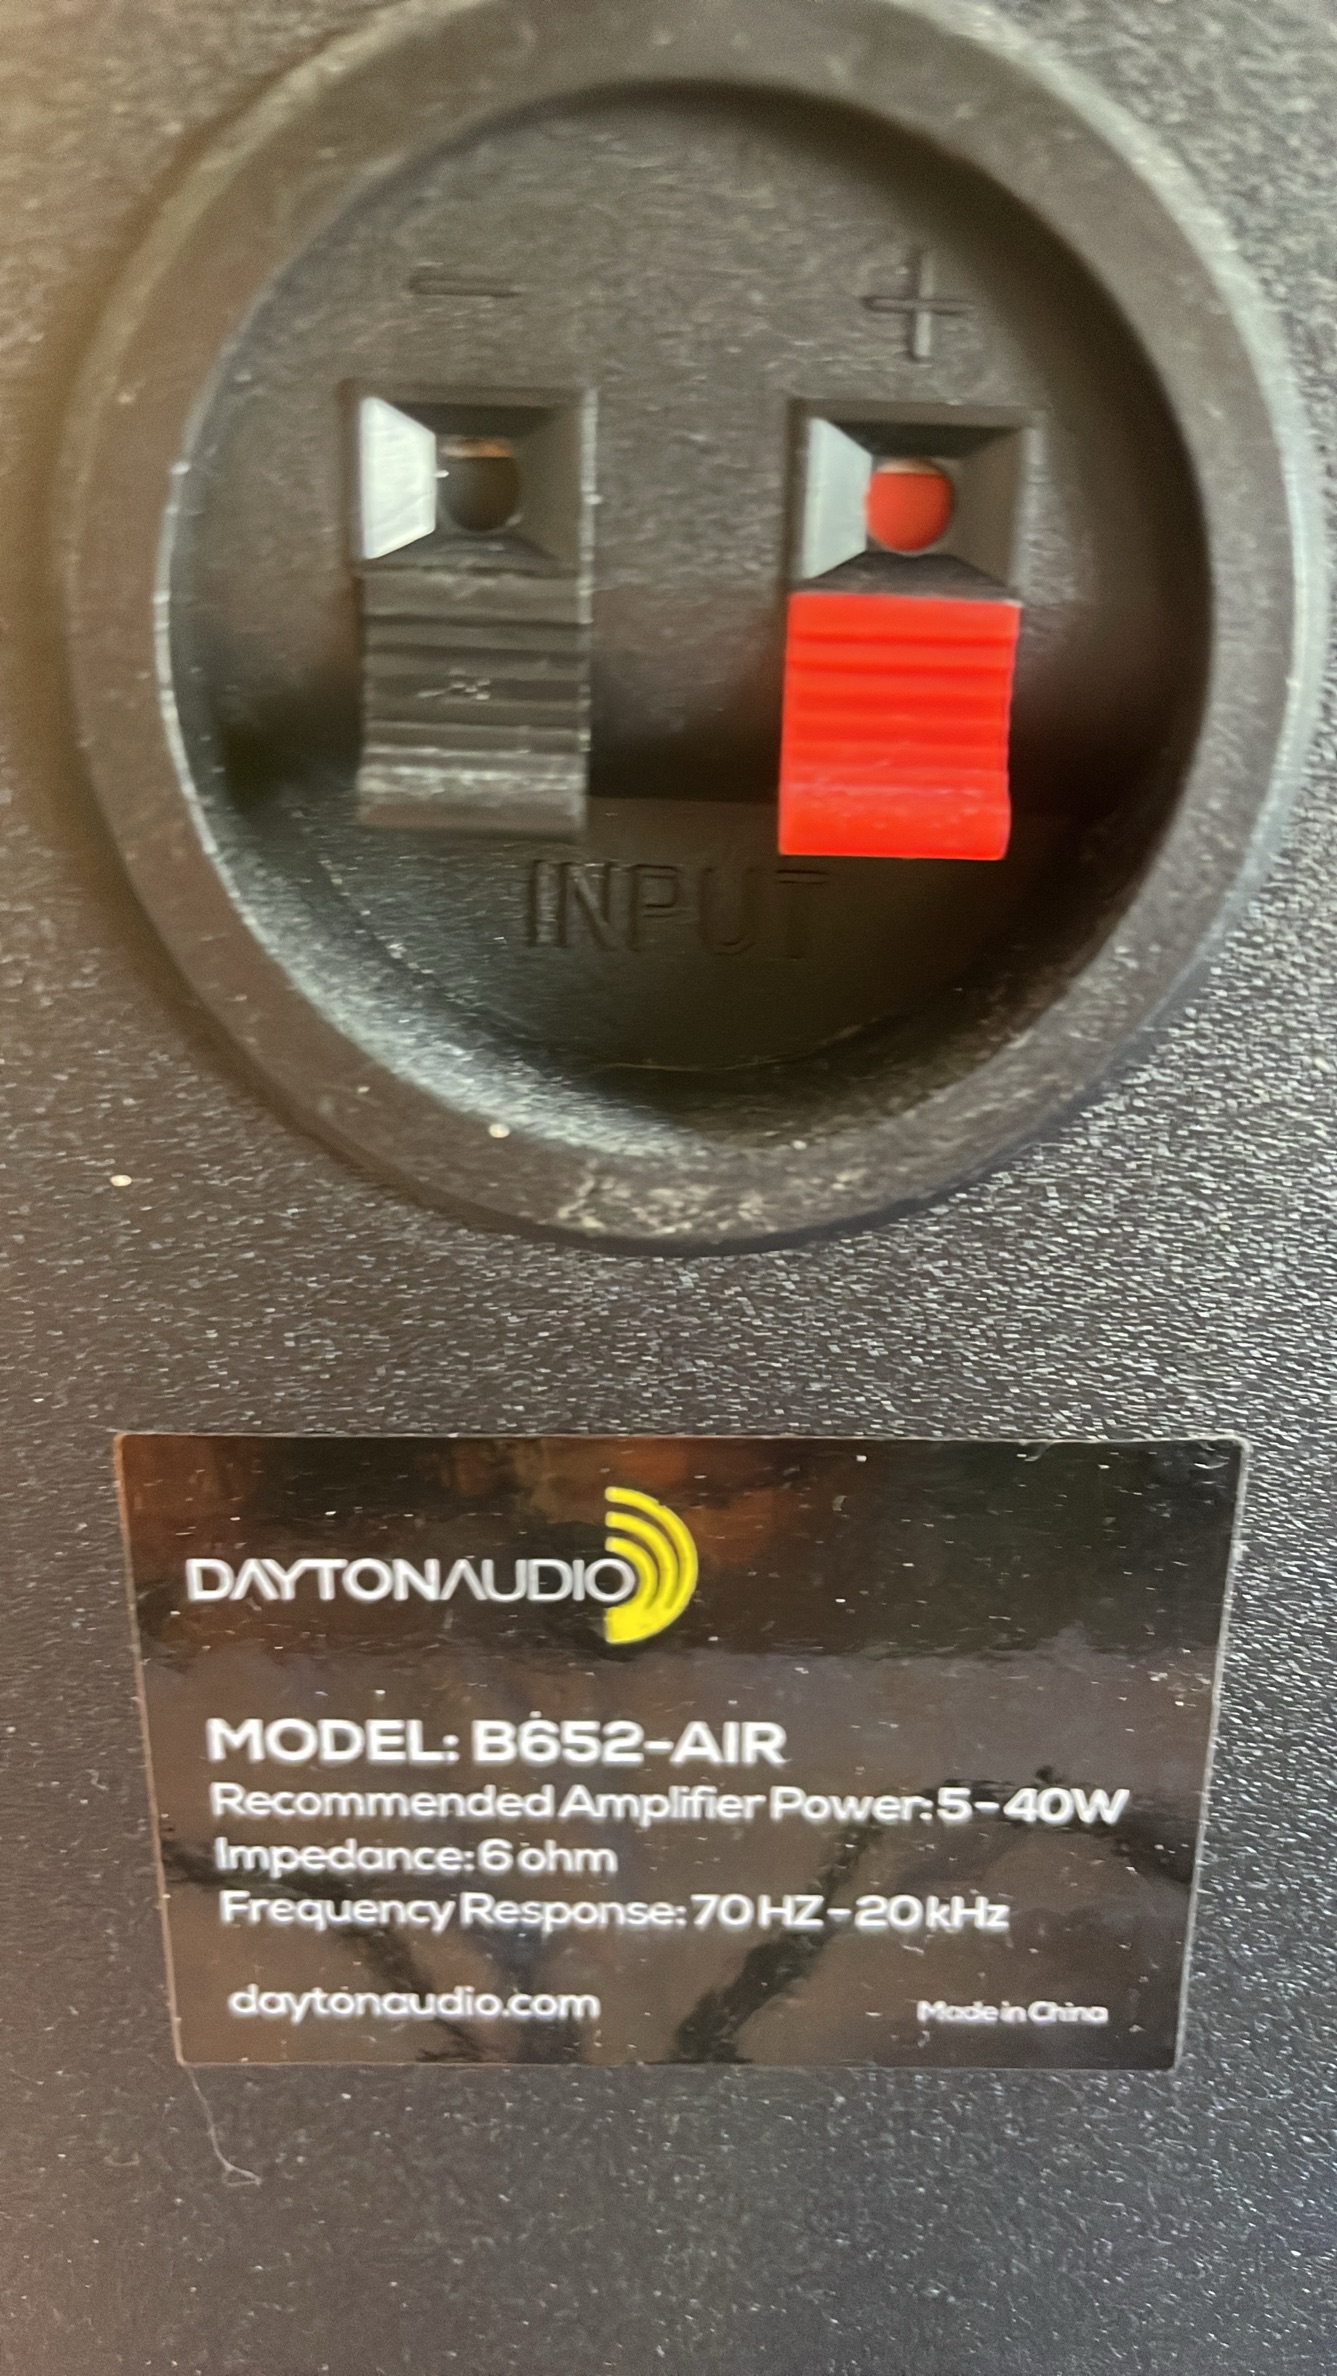 - +
INPUT
DAYTONAUDIO
MODEL: B652-AIR
Recommended Amplifier Power: 5-40W
Impedance: 6 ohm
Frequency Response: 70 HZ-20 kHz
daytonaudio.com Made in China